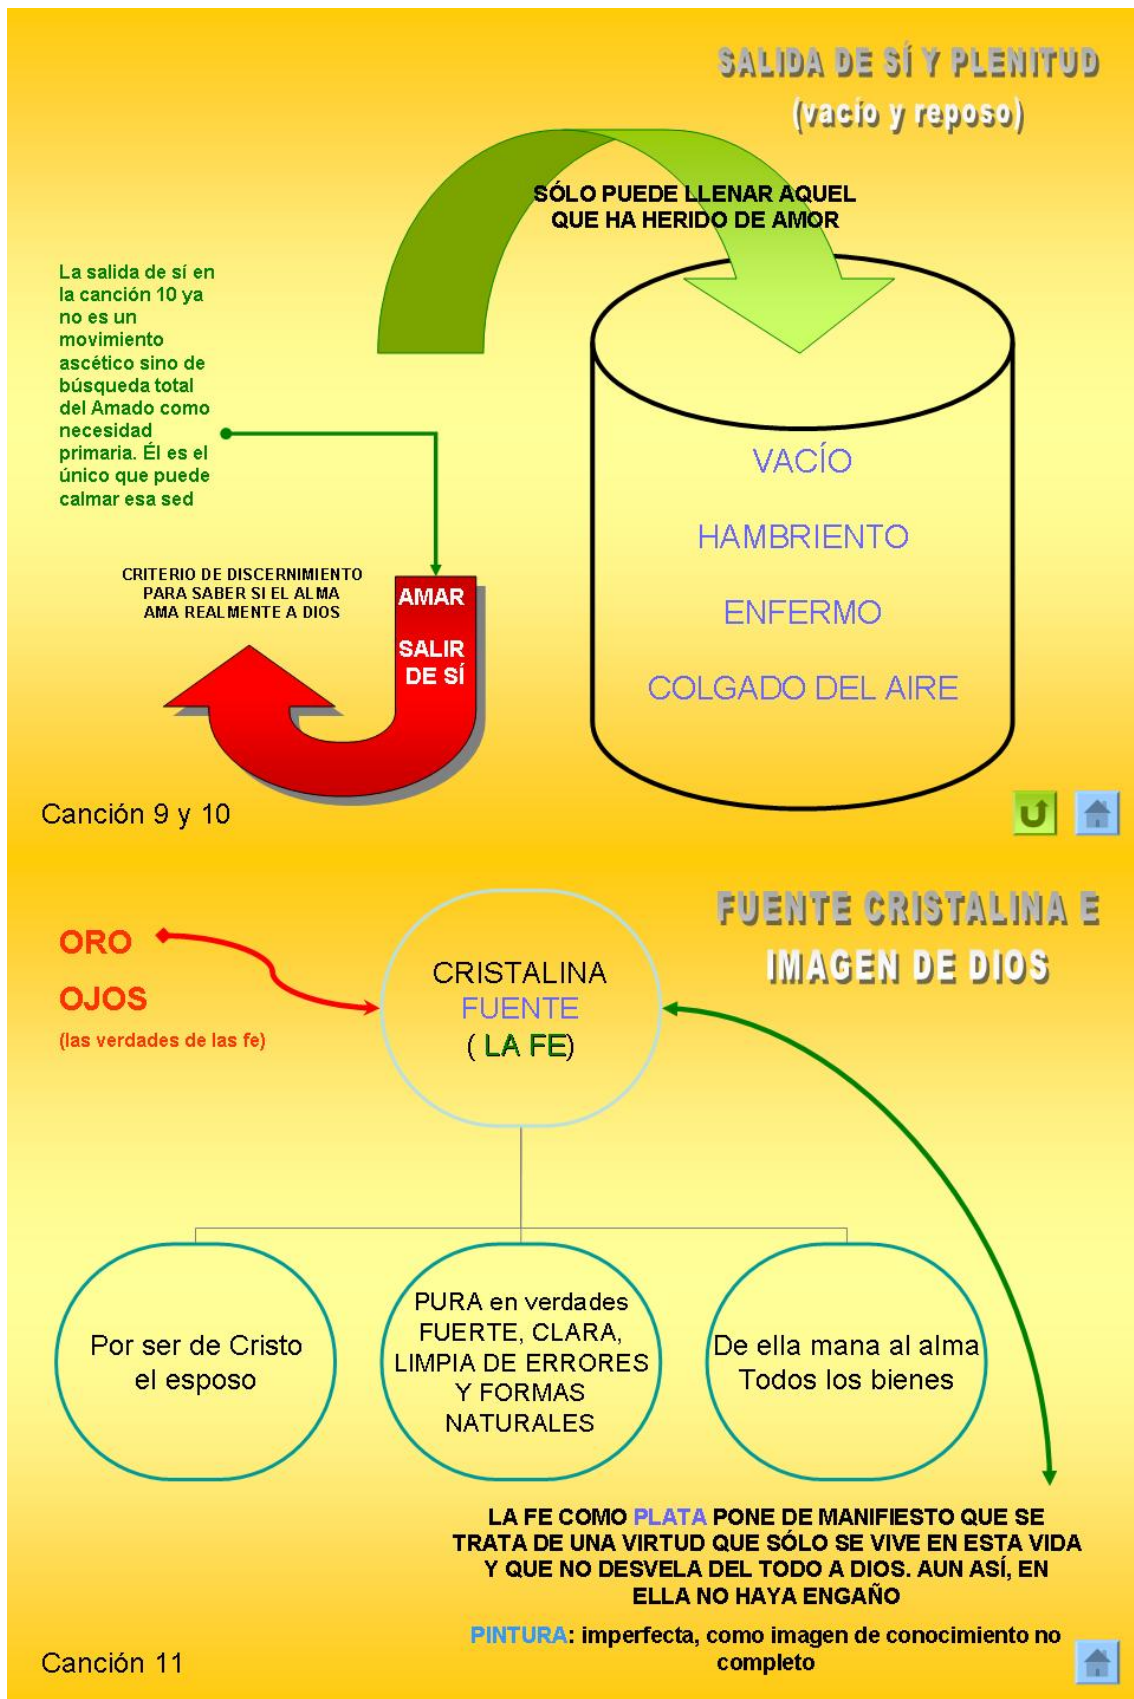 SALIDA DE SÍ Y PLENITUD
(vacío y reposo)
SÓLO PUEDE LLENAR AQUEL
QUE HA HERIDO DE AMOR
La salida de sí en
la canción 10 ya
no es un
movimiento
ascético sino de
búsqueda total
del Amado como
necesidad
primaria. Él es el
único que puede
calmar esa sed
VACÍO
HAMBRIENTO
ENFERMO
COLGADO DEL AIRE
CRITERIO DE DISCERNIMIENTO
PARA SABER SI EL ALMA
AMA REALMENTE A DIOS
AMAR
SALIR
DE SÍ
Canción 9 y 10
FUENTE CRISTALINA E
IMAGEN DE DIOS
ORO
OJOS
(las verdades de las fe)
CRISTALINA
FUENTE
( LA FE)
Por ser de Cristo
el esposo
PURA en verdades
FUERTE, CLARA,
LIMPIA DE ERRORES
Y FORMAS
NATURALES
De ella mana al alma
Todos los bienes
LA FE COMO PLATA PONE DE MANIFIESTO QUE SE
TRATA DE UNA VIRTUD QUE SÓLO SE VIVE EN ESTA VIDA
Y QUE NO DESVELA DEL TODO A DIOS. AUN ASÍ, EN
ELLA NO HAYA ENGAÑO
PINTURA: imperfecta, como imagen de conocimiento no
completo
Canción 11